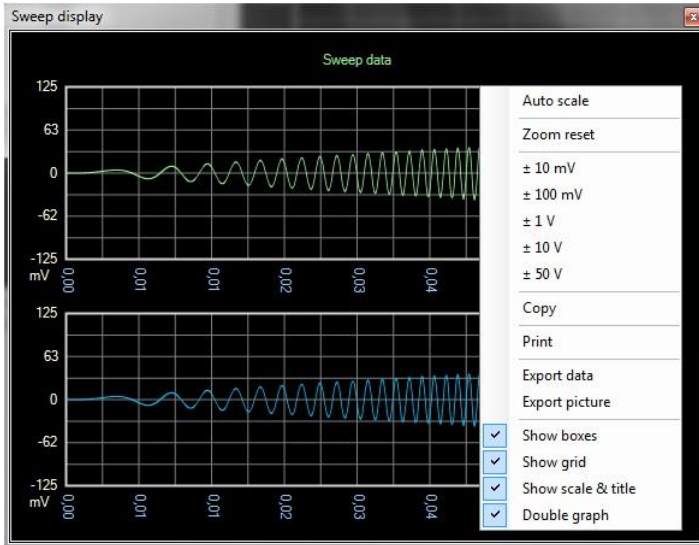 Sweep display
Sweep data
125
63
0
-62
-125
mV
0,00
0,01
0,01
0,02
0,03
0,04
125
63
0
-62
-125
mV
0,00
0,01
0,01
0,02
0,03
0,04
Auto scale
Zoom reset
± 10 mV
± 100 mV
± 1 V
± 10 V
± 50 V
Copy
Print
Export data
Export picture
Show boxes
Show grid
Show scale & title
Double graph